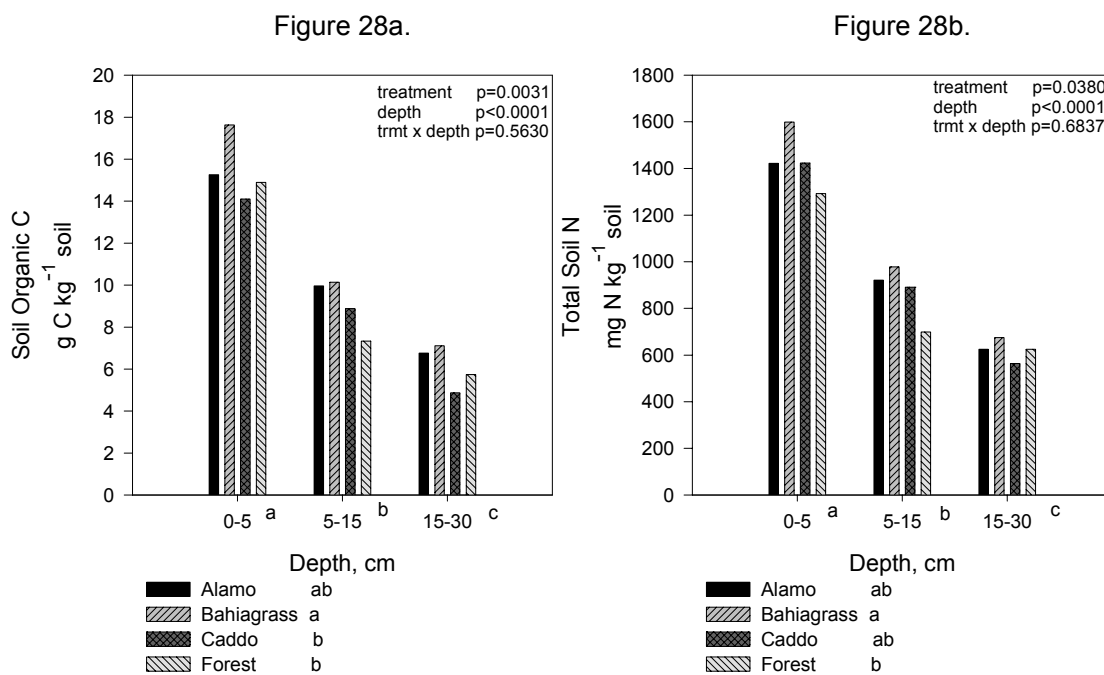 Figure 28a.
treatment p=0.0031
depth p<0.0001
trmt x depth p=0.5630
Soil Organic C
g C kg⁻¹ soil
20
18
16
14
12
10
8
6
4
2
0
0-5 a
5-15 b
15-30 c
Depth, cm
Alamo ab
Bahiagrass a
Caddo b
Forest b
Figure 28b.
treatment p=0.0380
depth p<0.0001
trmt x depth p=0.6837
Total Soil N
mg N kg⁻¹ soil
1800
1600
1400
1200
1000
800
600
400
200
0
0-5 a
5-15 b
15-30 c
Depth, cm
Alamo ab
Bahiagrass a
Caddo ab
Forest b